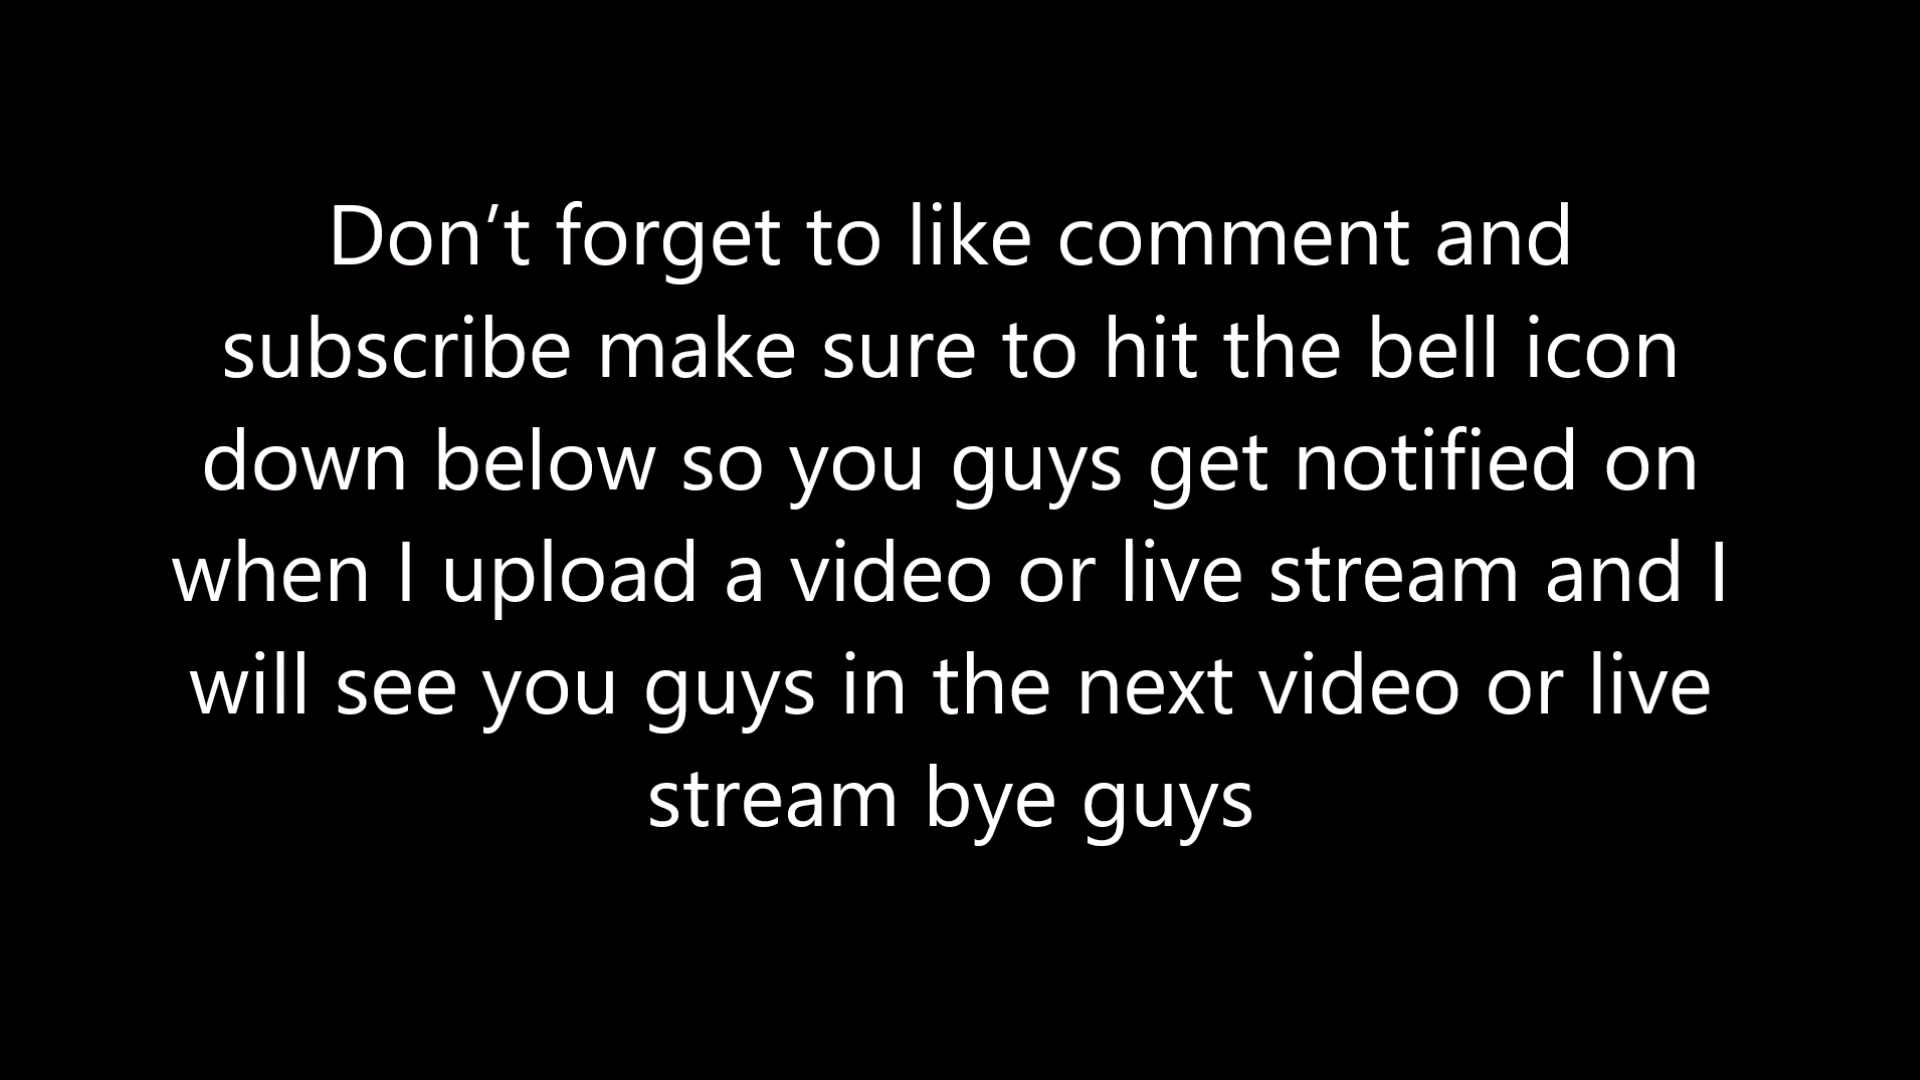 Don’t forget to like comment and
subscribe make sure to hit the bell icon
down below so you guys get notified on
when I upload a video or live stream and I
will see you guys in the next video or live
stream bye guys